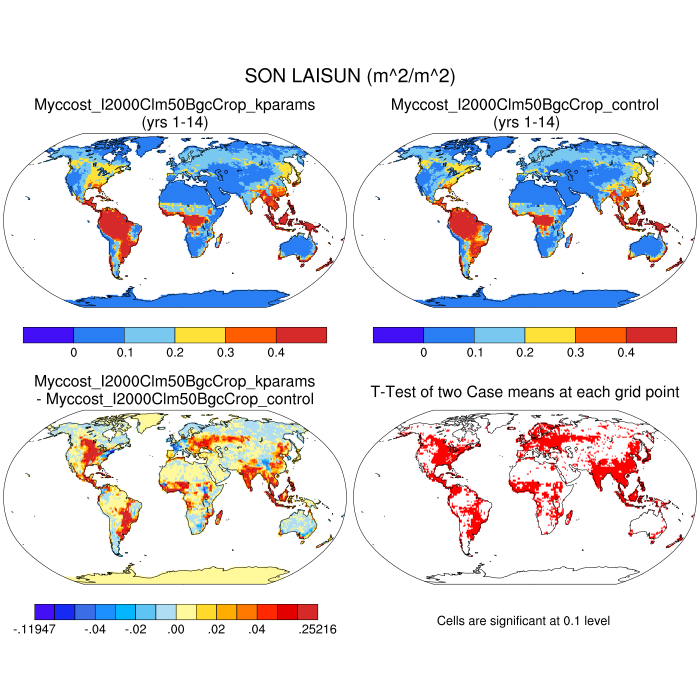 SON LAISUN (m^2/m^2)
Myccost_I2000Clm50BgcCrop_kparams
(yrs 1-14)
Myccost_I2000Clm50BgcCrop_control
(yrs 1-14)
0 0.1 0.2 0.3 0.4
0 0.1 0.2 0.3 0.4
Myccost_I2000Clm50BgcCrop_kparams
- Myccost_I2000Clm50BgcCrop_control
T-Test of two Case means at each grid point
-.11947 -.04 -.02 .00 .02 .04 .25216
Cells are significant at 0.1 level